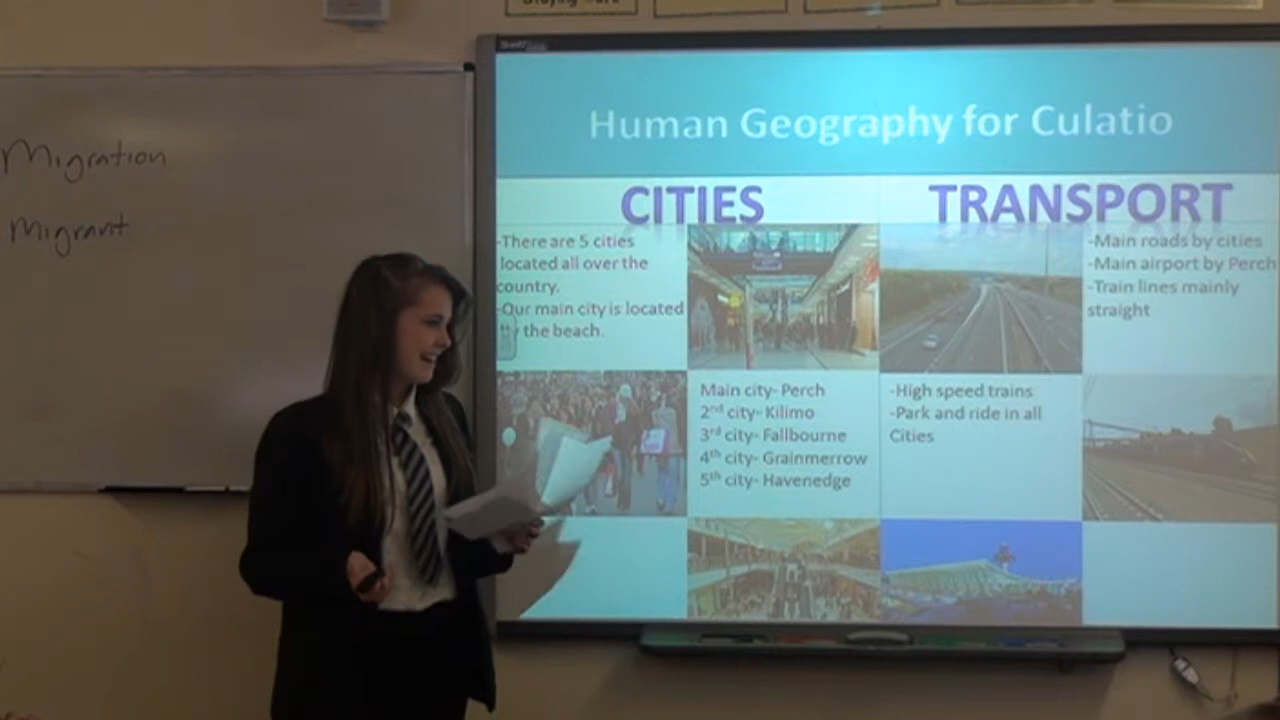 Migration
Migrant
Human Geography for Culatio
CITIES
TRANSPORT
-There are 5 cities
located all over the
country.
-Our main city is located
the beach.
-Main roads by cities
-Main airport by Perch
-Train lines mainly
straight
Main city- Perch
2nd city- Kilimo
3rd city- Fallbourne
4th city- Grainmerrow
5th city- Havenedge
-High speed trains
-Park and ride in all
Cities